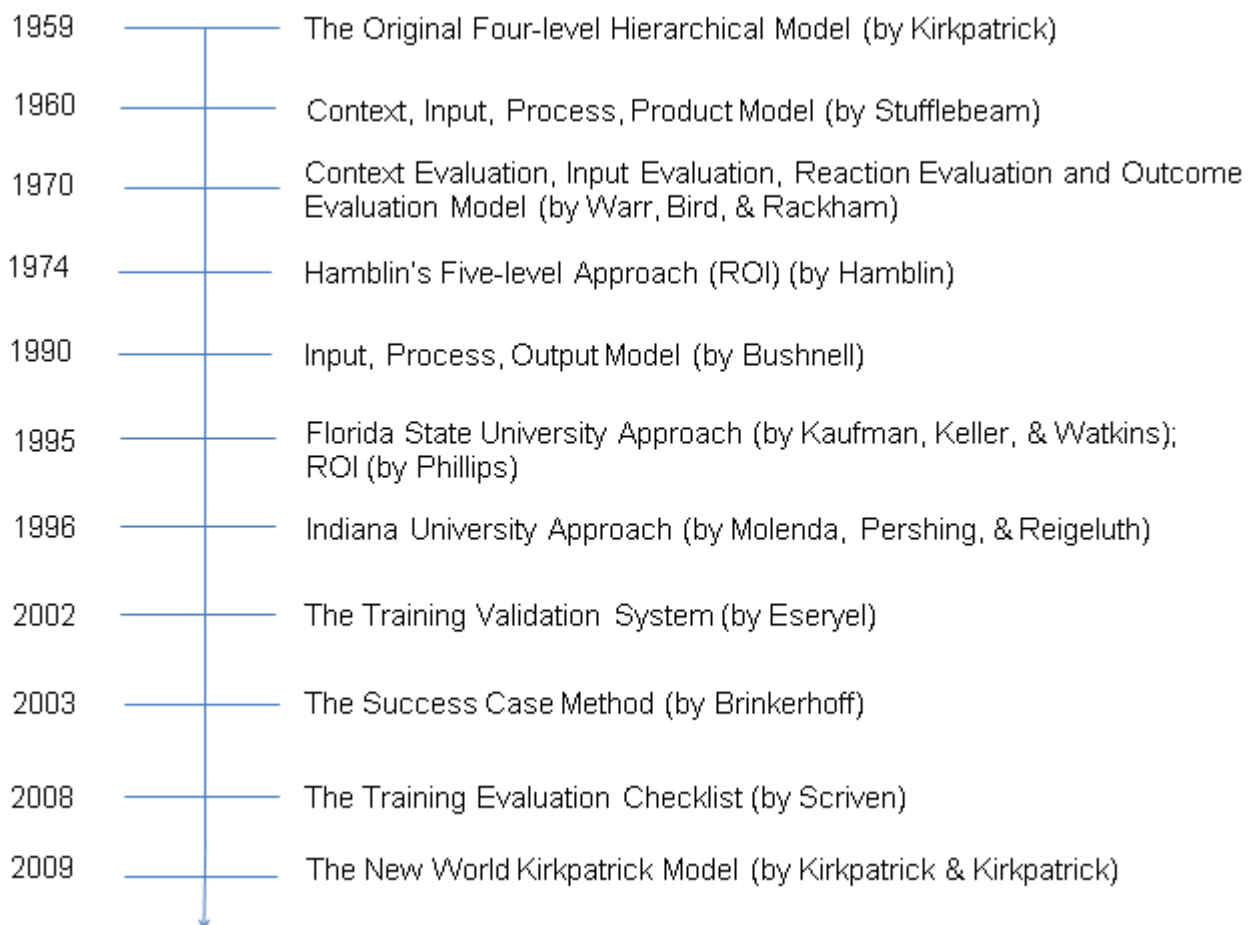 1959 The Original Four-level Hierarchical Model (by Kirkpatrick)
1960 Context, Input, Process, Product Model (by Stufflebeam)
1970 Context Evaluation, Input Evaluation, Reaction Evaluation and Outcome
Evaluation Model (by Warr, Bird, & Rackham)
1974 Hamblin's Five-level Approach (ROI) (by Hamblin)
1990 Input, Process, Output Model (by Bushnell)
1995 Florida State University Approach (by Kaufman, Keller, & Watkins);
ROI (by Phillips)
1996 Indiana University Approach (by Molenda, Pershing, & Reigeluth)
2002 The Training Validation System (by Eseryel)
2003 The Success Case Method (by Brinkerhoff)
2008 The Training Evaluation Checklist (by Scriven)
2009 The New World Kirkpatrick Model (by Kirkpatrick & Kirkpatrick)